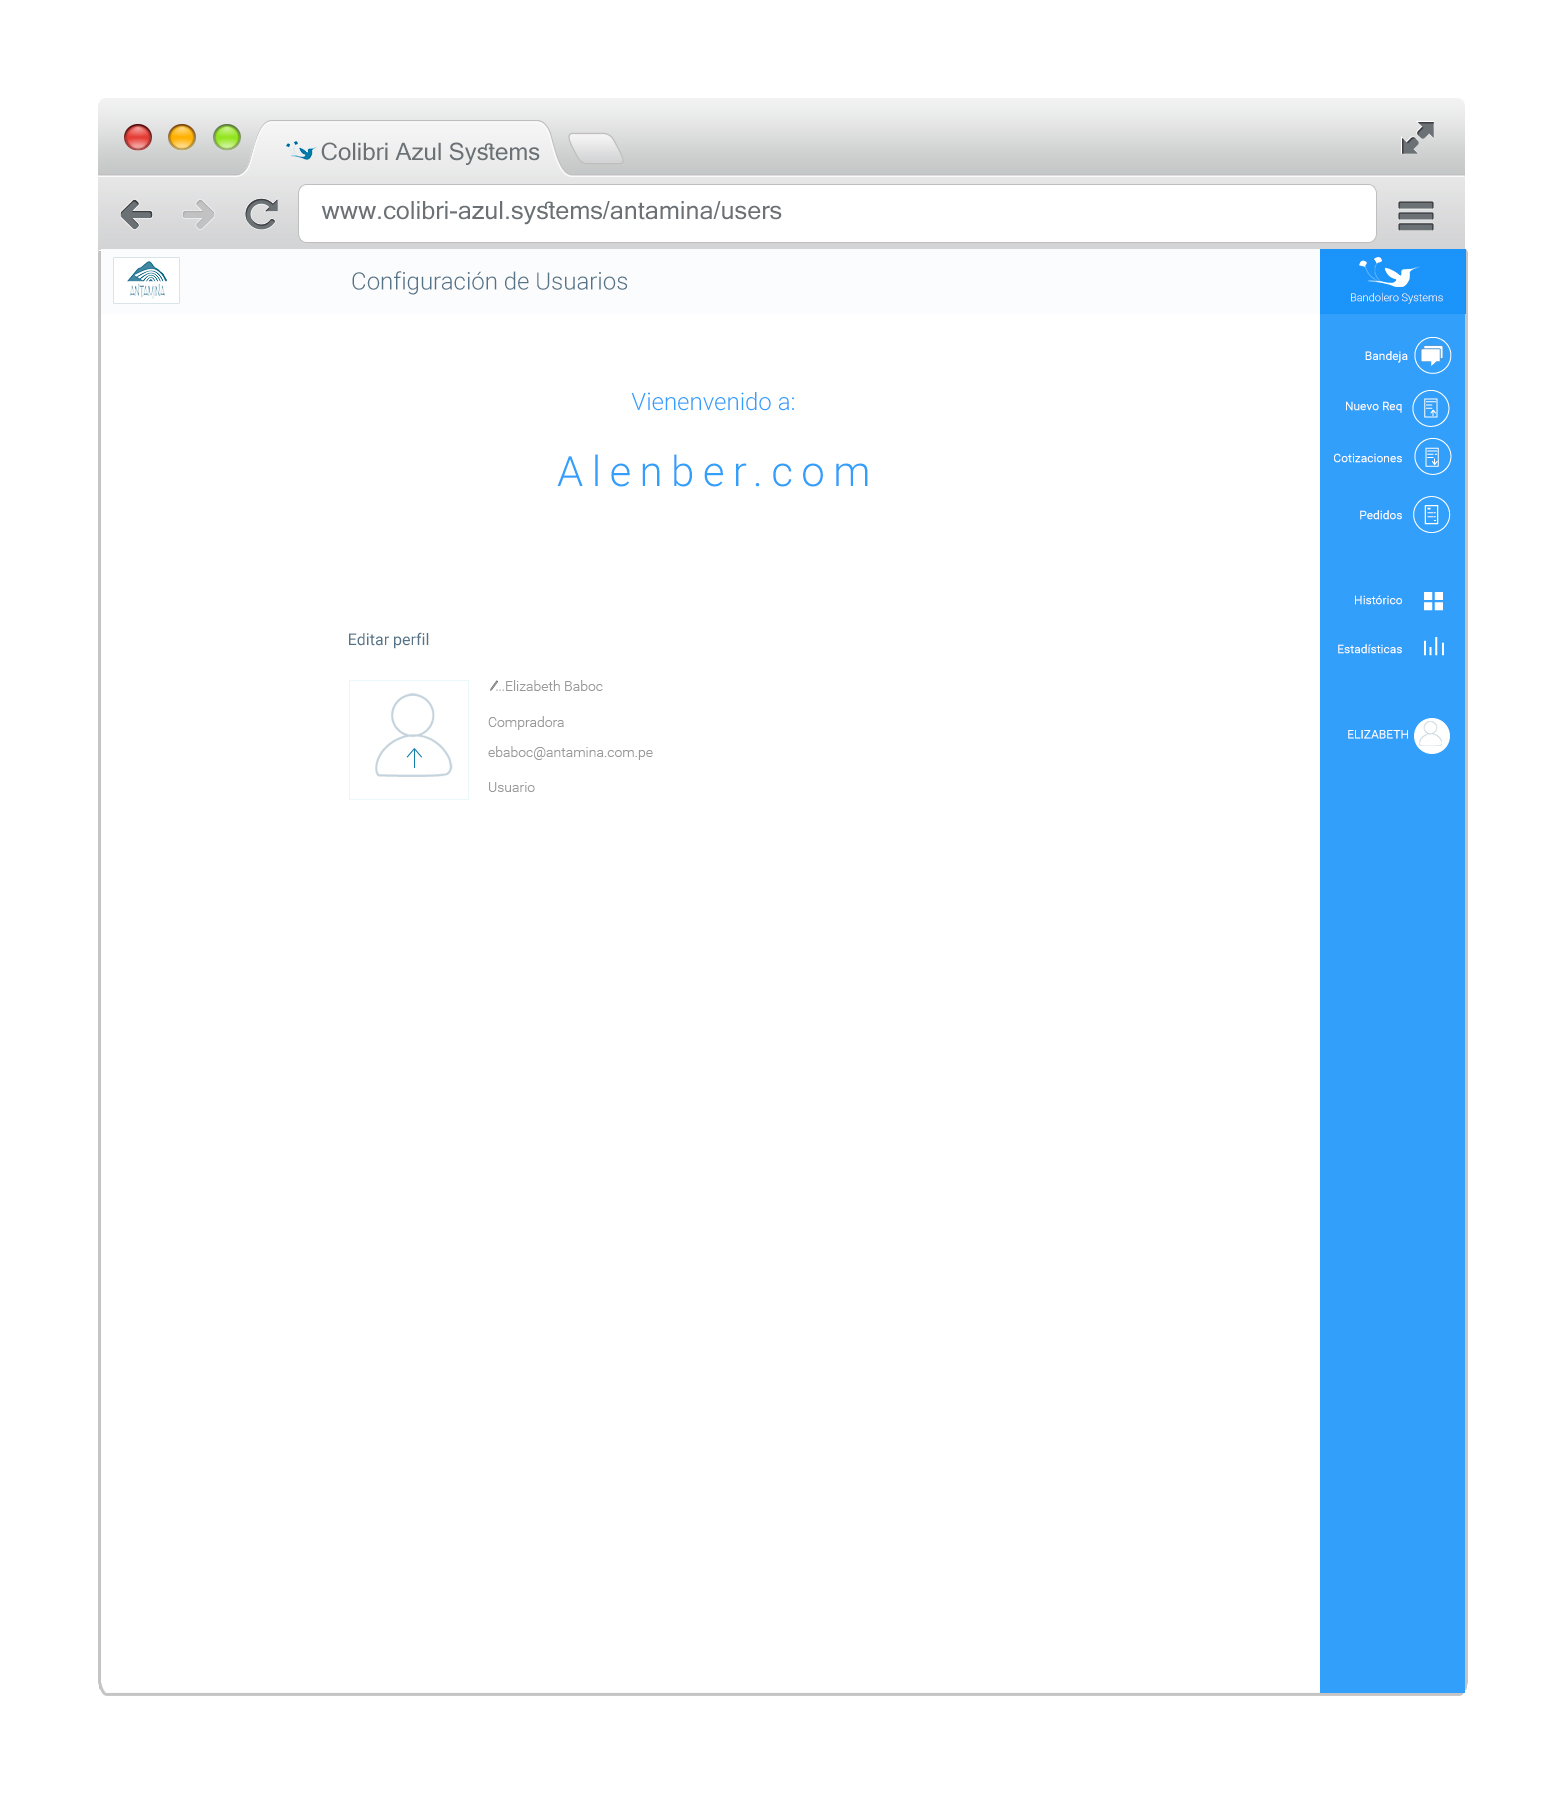 Colibri Azul Systems
www.colibri-azul.systems/antamina/users
ANTAMINA
Configuración de Usuarios
Bandolero Systems
Bandeja
Nuevo Req
Cotizaciones
Pedidos
Histórico
Estadísticas
ELIZABETH
Vienenvenido a:
Alenber.com
Editar perfil
...Elizabeth Baboc
Compradora
ebaboc@antamina.com.pe
Usuario